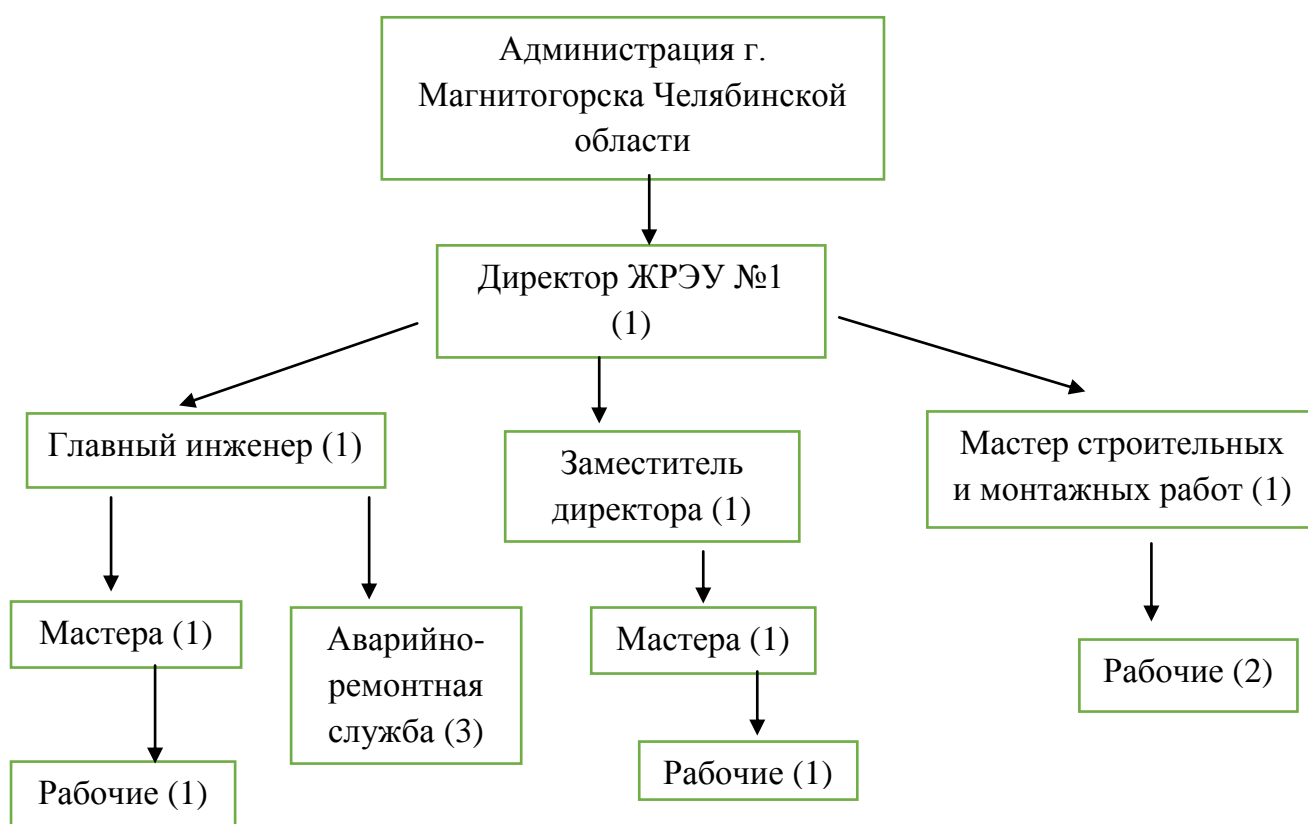 Администрация г.
Магнитогорска Челябинской
области
Директор ЖРЭУ №1
(1)
Главный инженер (1)
Заместитель
директора (1)
Мастер строительных
и монтажных работ (1)
Мастера (1)
Аварийно-
ремонтная
служба (3)
Мастера (1)
Рабочие (2)
Рабочие (1)
Рабочие (1)